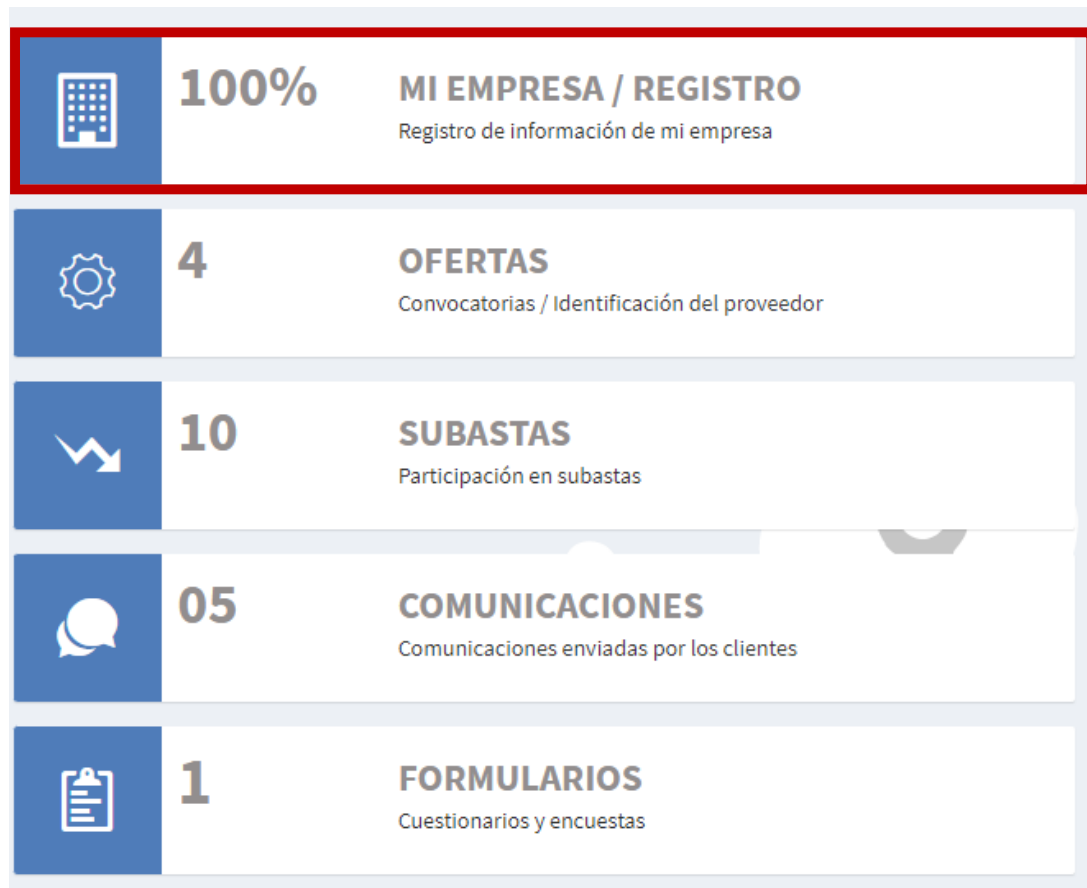 100%
MI EMPRESA / REGISTRO
Registro de información de mi empresa
4
OFERTAS
Convocatorias / Identificación del proveedor
10
SUBASTAS
Participación en subastas
05
COMUNICACIONES
Comunicaciones enviadas por los clientes
1
FORMULARIOS
Cuestionarios y encuestas